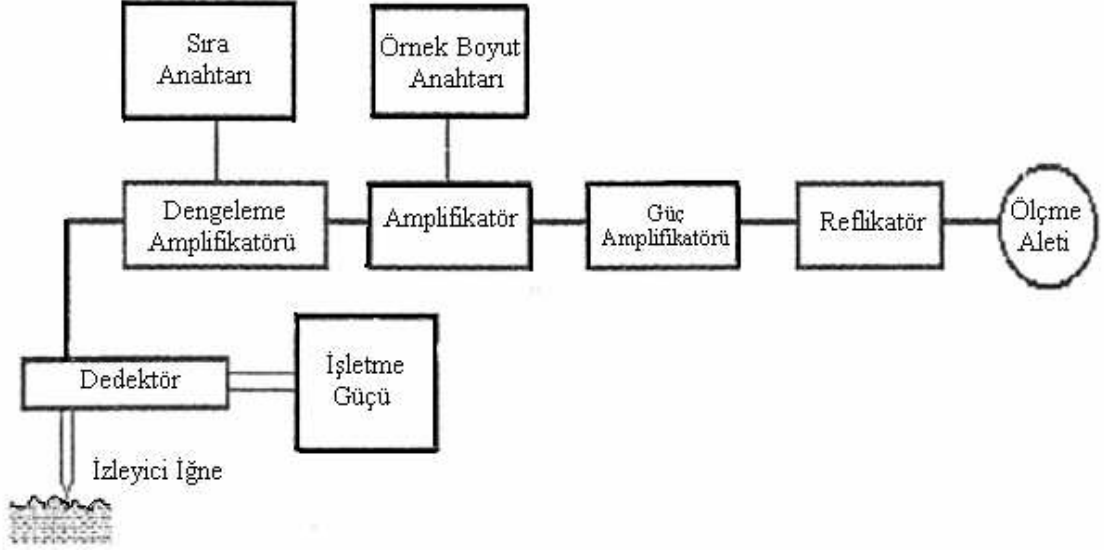 Sıra
Anahtarı
Örnek Boyut
Anahtarı
Dengeleme
Amplifikatörü
Amplifikatör
Güç
Amplifikatörü
Reflikatör
Ölçme
Aleti
Dedektör
İşletme
Güçü
İzleyici İğne